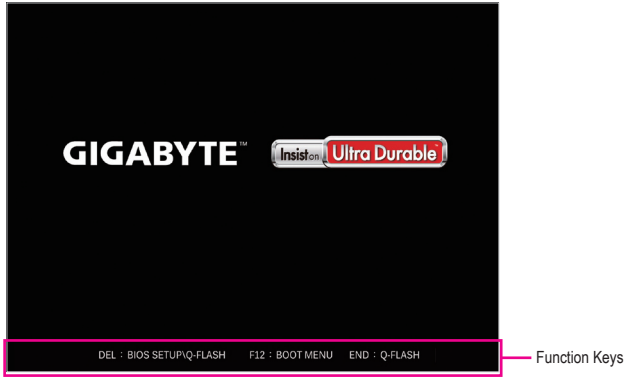 GIGABYTE™ Insist on Ultra Durable™
DEL : BIOS SETUP\Q-FLASH F12 : BOOT MENU END : Q-FLASH
Function Keys